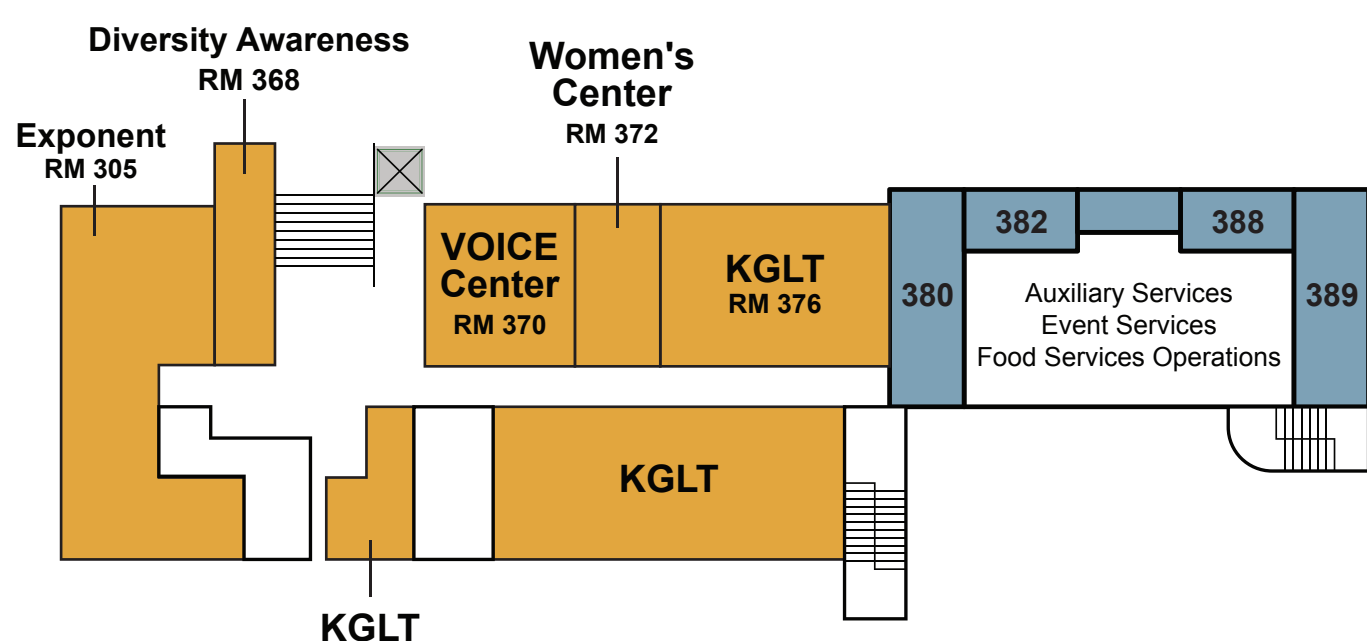 Diversity Awareness
RM 368
Women's
Center
RM 372
Exponent
RM 305
VOICE
Center
RM 370
KGLT
RM 376
380
382
388
389
Auxiliary Services
Event Services
Food Services Operations
KGLT
KGLT